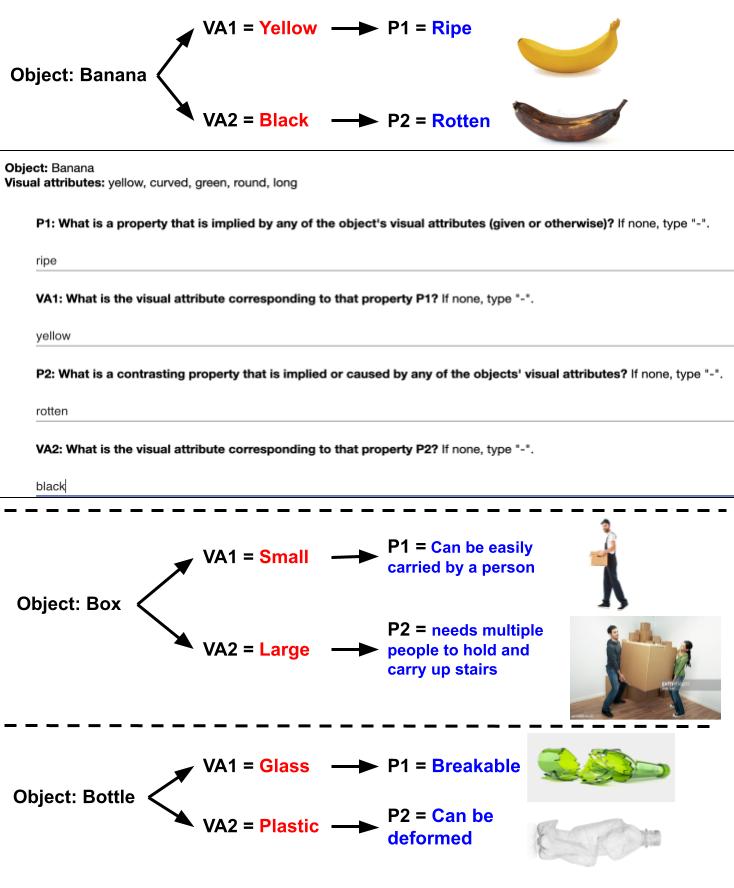 VA1 = Yellow
P1 = Ripe
Object: Banana
VA2 = Black
P2 = Rotten
Object: Banana
Visual attributes: yellow, curved, green, round, long
P1: What is a property that is implied by any of the object's visual attributes (given or otherwise)? If none, type "-".
ripe
VA1: What is the visual attribute corresponding to that property P1? If none, type "-".
yellow
P2: What is a contrasting property that is implied or caused by any of the objects' visual attributes? If none, type "-".
rotten
VA2: What is the visual attribute corresponding to that property P2? If none, type "-".
black
VA1 = Small
P1 = Can be easily
carried by a person
Object: Box
VA2 = Large
P2 = needs multiple
people to hold and
carry up stairs
VA1 = Glass
P1 = Breakable
Object: Bottle
VA2 = Plastic
P2 = Can be
deformed